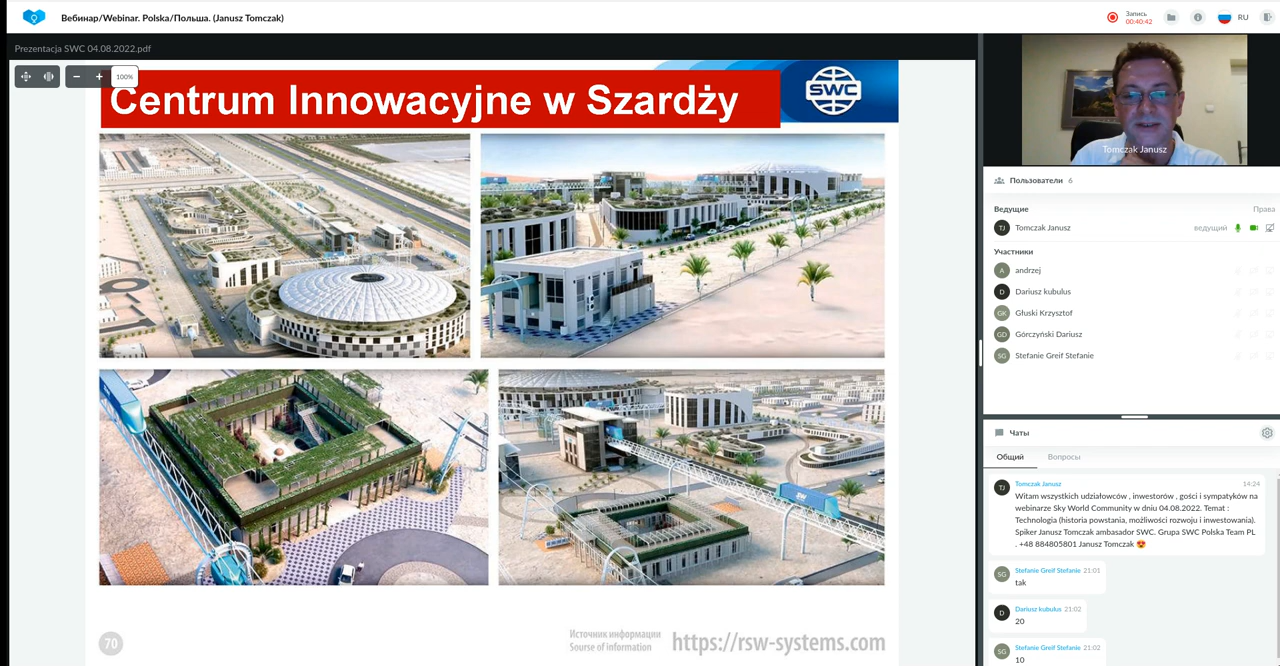 Вебинар/Webinar. Polska/Польша. (Janusz Tomczak)
Запись
00:40:42
RU
Prezentacja SWC 04.08.2022.pdf
100%
Centrum Innowacyjne w Szardży
SWC
70
Источник информации
Sourse of information
https://rsw-systems.com
Tomczak Janusz
Пользователи 6
Ведущие
Права
TJ Tomczak Janusz
ведущий
Участники
A andrzej
D Dariusz kubulus
GK Głuski Krzysztof
GD Górczyński Dariusz
SG Stefanie Greif Stefanie
Чаты
Общий
Вопросы
TJ Tomczak Janusz 14:24
Witam wszystkich udziałowców , inwestorów , gości i sympatyków na
webinarze Sky World Community w dniu 04.08.2022. Temat :
Technologia (historia powstania, możliwości rozwoju i inwestowania).
Spiker Janusz Tomczak ambasador SWC. Grupa SWC Polska Team PL
. +48 884805801 Janusz Tomczak 😍
SG Stefanie Greif Stefanie 21:01
tak
D Dariusz kubulus 21:02
20
SG Stefanie Greif Stefanie 21:02
10